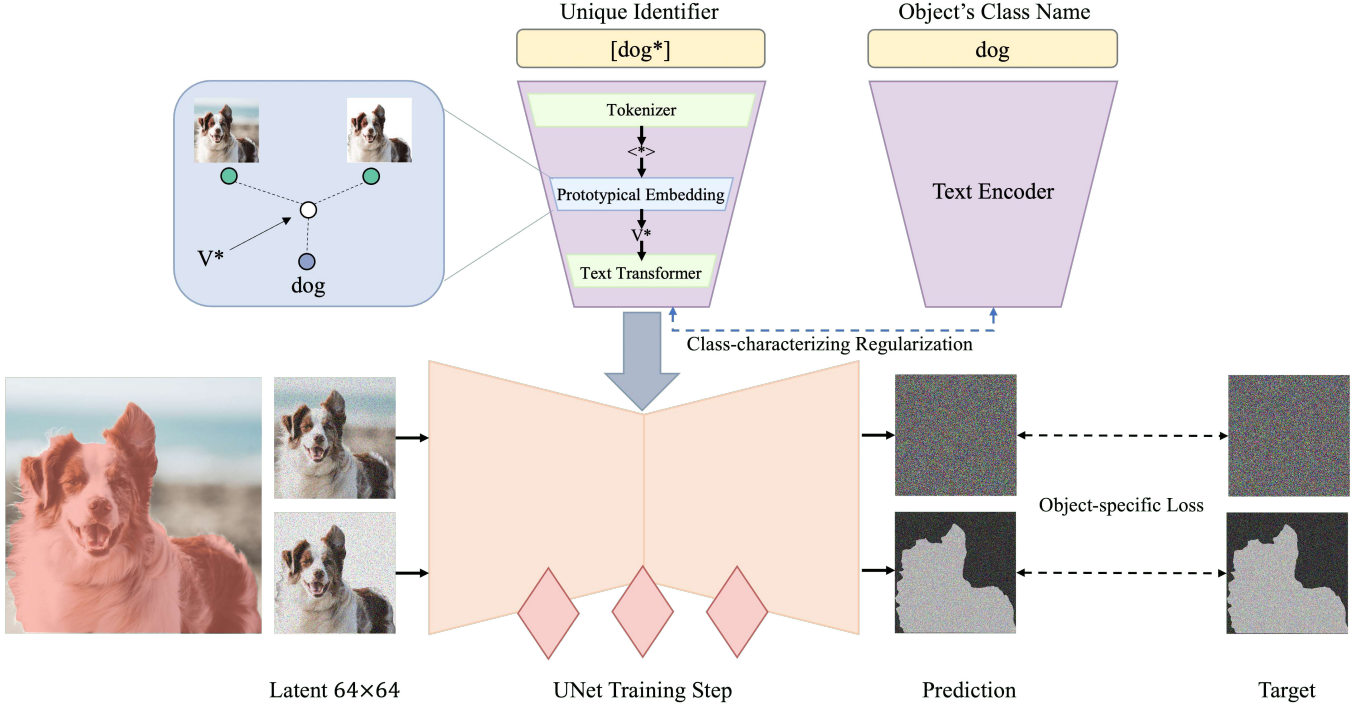 Unique Identifier
Object's Class Name
[dog*]
dog
Tokenizer
<*>
Prototypical Embedding
V*
Text Transformer
Text Encoder
V*
dog
Class-characterizing Regularization
Object-specific Loss
Latent 64×64
UNet Training Step
Prediction
Target